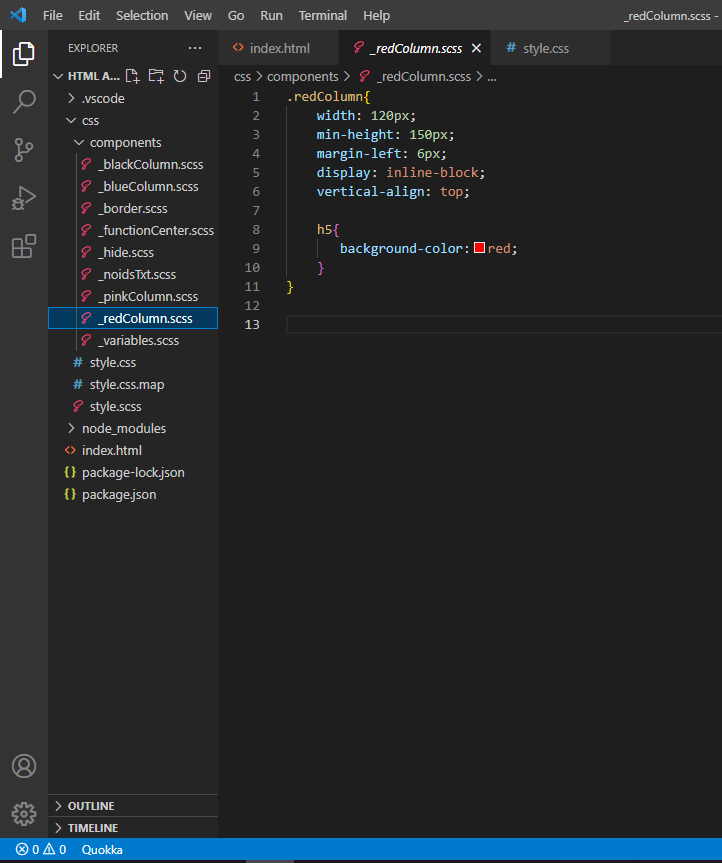 File Edit Selection View Go Run Terminal Help _redColumn.scss -
EXPLORER ...
HTML A...
.vscode
css
components
_blackColumn.scss
_blueColumn.scss
_border.scss
_functionCenter.scss
_hide.scss
_noidsTxt.scss
_pinkColumn.scss
_redColumn.scss
_variables.scss
style.css
style.css.map
style.scss
node_modules
index.html
package-lock.json
package.json
OUTLINE
TIMELINE
index.html _redColumn.scss style.css
css > components > _redColumn.scss > ...
1 .redColumn{
2 width: 120px;
3 min-height: 150px;
4 margin-left: 6px;
5 display: inline-block;
6 vertical-align: top;
7
8 h5{
9 background-color: red;
10 }
11 }
12
13
0 0 Quokka